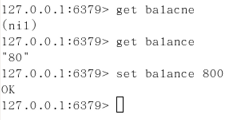 127.0.0.1:6379> get balacne
(nil)
127.0.0.1:6379> get balance
"80"
127.0.0.1:6379> set balance 800
OK
127.0.0.1:6379>